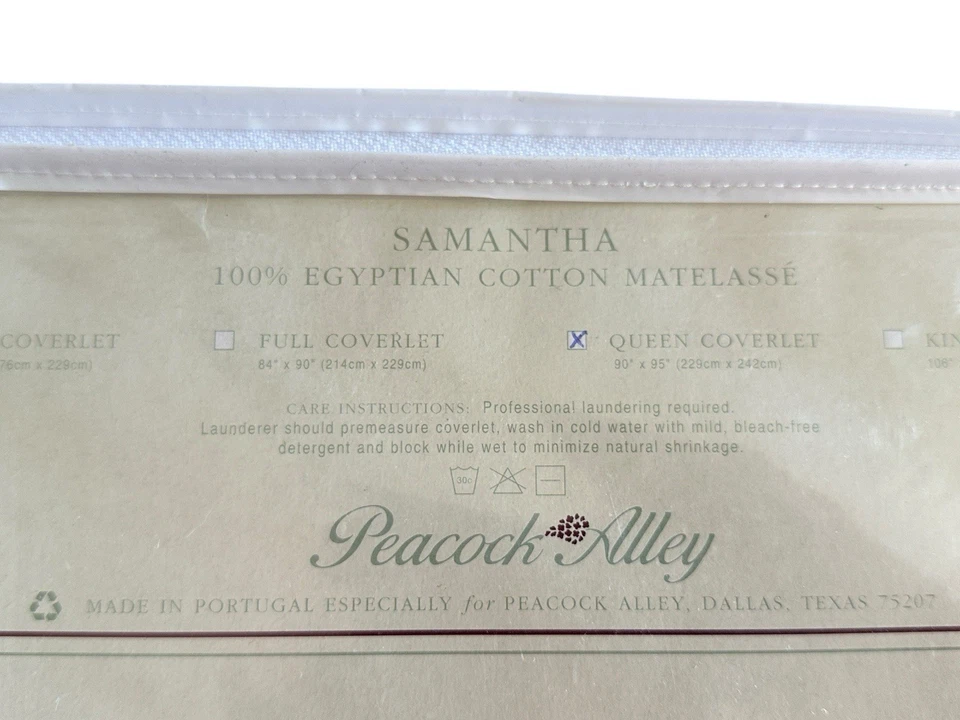 SAMANTHA
100% EGYPTIAN COTTON MATELASSÉ
COVERLET FULL COVERLET QUEEN COVERLET
76cm x 229cm) 84" x 90" (214cm x 229cm) 90" x 95" (229cm x 242cm) 106"
CARE INSTRUCTIONS: Professional laundering required.
Launderer should premeasure coverlet, wash in cold water with mild, bleach-free
detergent and block while wet to minimize natural shrinkage.
30c
Peacock Alley
MADE IN PORTUGAL ESPECIALLY for PEACOCK ALLEY, DALLAS, TEXAS 75207